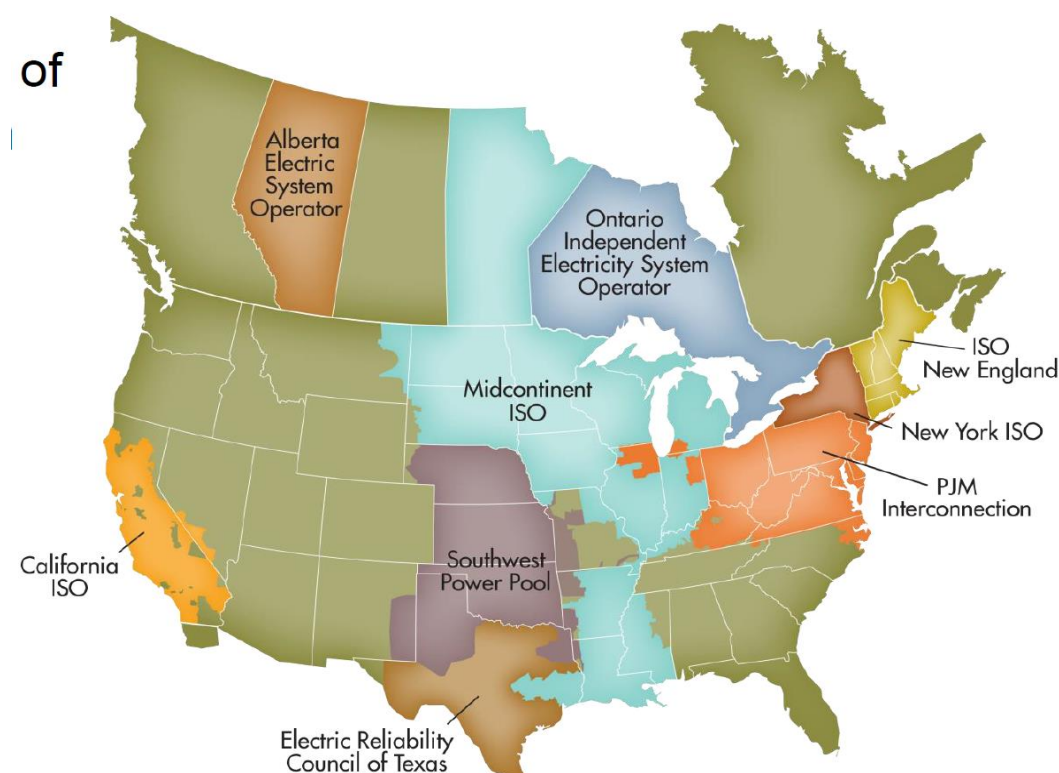 of
Alberta
Electric
System
Operator
Ontario
Independent
Electricity System
Operator
ISO
New England
Midcontinent
ISO
New York ISO
PJM
Interconnection
California
ISO
Southwest
Power Pool
Electric Reliability
Council of Texas